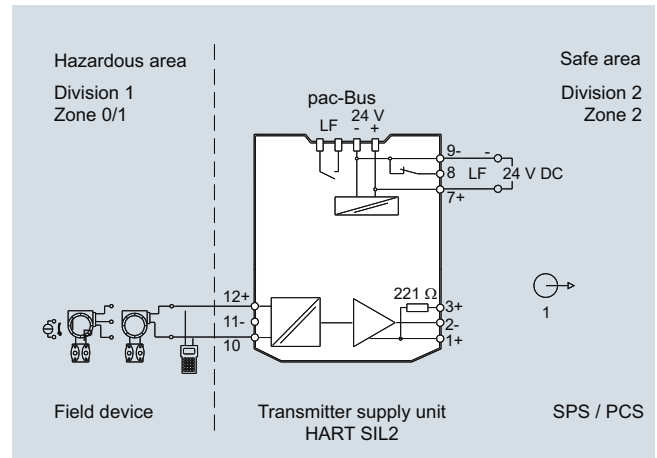 Hazardous area
Safe area
Division 1
Zone 0/1
pac-Bus
Division 2
Zone 2
LF
24 V
- +
9-
-
8
LF
24 V DC
7+
12+
11-
10
221 Ω
3+
2-
1+
1
Field device
Transmitter supply unit
HART SIL2
SPS / PCS